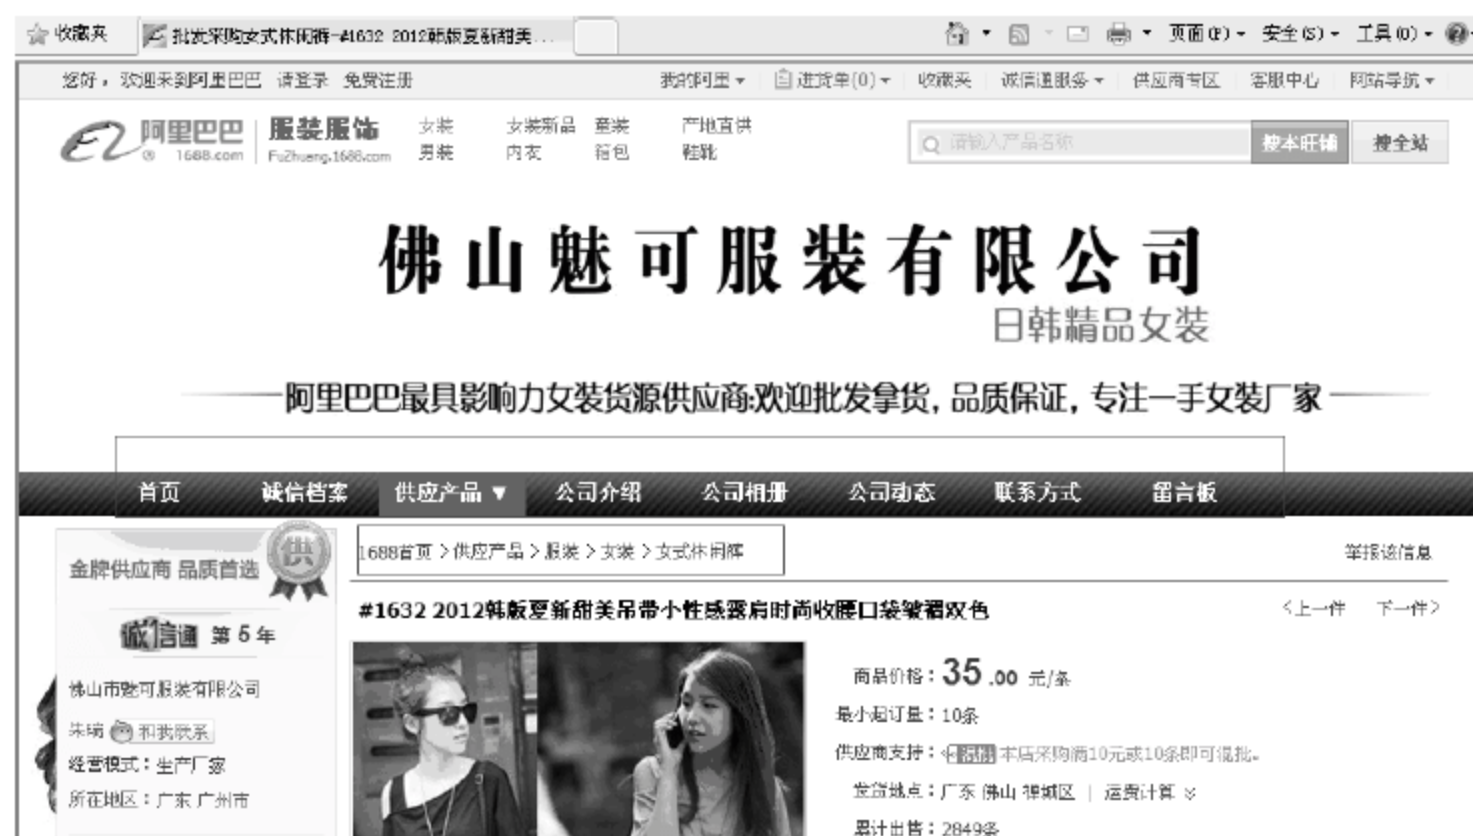 收藏夹 批发采购女式休闲裤-#1632 2012韩版夏新甜美... 页面(P) 安全(S) 工具(O)
您好，欢迎来到阿里巴巴 请登录 免费注册 我的阿里 进货单(0) 收藏夹 诚信通服务 供应商专区 客服中心 网站导航
阿里巴巴 服装服饰 女装 女装新品 童装 产地直供
1688.com Fuzhuang.1688.com 男装 内衣 箱包 鞋靴
请输入产品名称 搜本旺铺 搜全站
佛山魅可服装有限公司
日韩精品女装
阿里巴巴最具影响力女装货源供应商:欢迎批发拿货, 品质保证, 专注一手女装厂家
首页 诚信档案 供应产品▼ 公司介绍 公司相册 公司动态 联系方式 留言板
供
金牌供应商 品质首选
诚信通 第5年
佛山市魅可服装有限公司
朱瑞 和我联系
经营模式：生产厂家
所在地区：广东 广州市
1688首页 > 供应产品 > 服装 > 女装 > 女式休闲裤 举报该信息
#1632 2012韩版夏新甜美吊带小性感露肩时尚收腰口袋皱裙双色 <上一件 下一件>
商品价格：35.00 元/条
最小起订量：10条
供应商支持：混批 本店采购满10元或10条即可混批。
发货地点：广东 佛山 禅城区 | 运费计算
累计出售：2849条